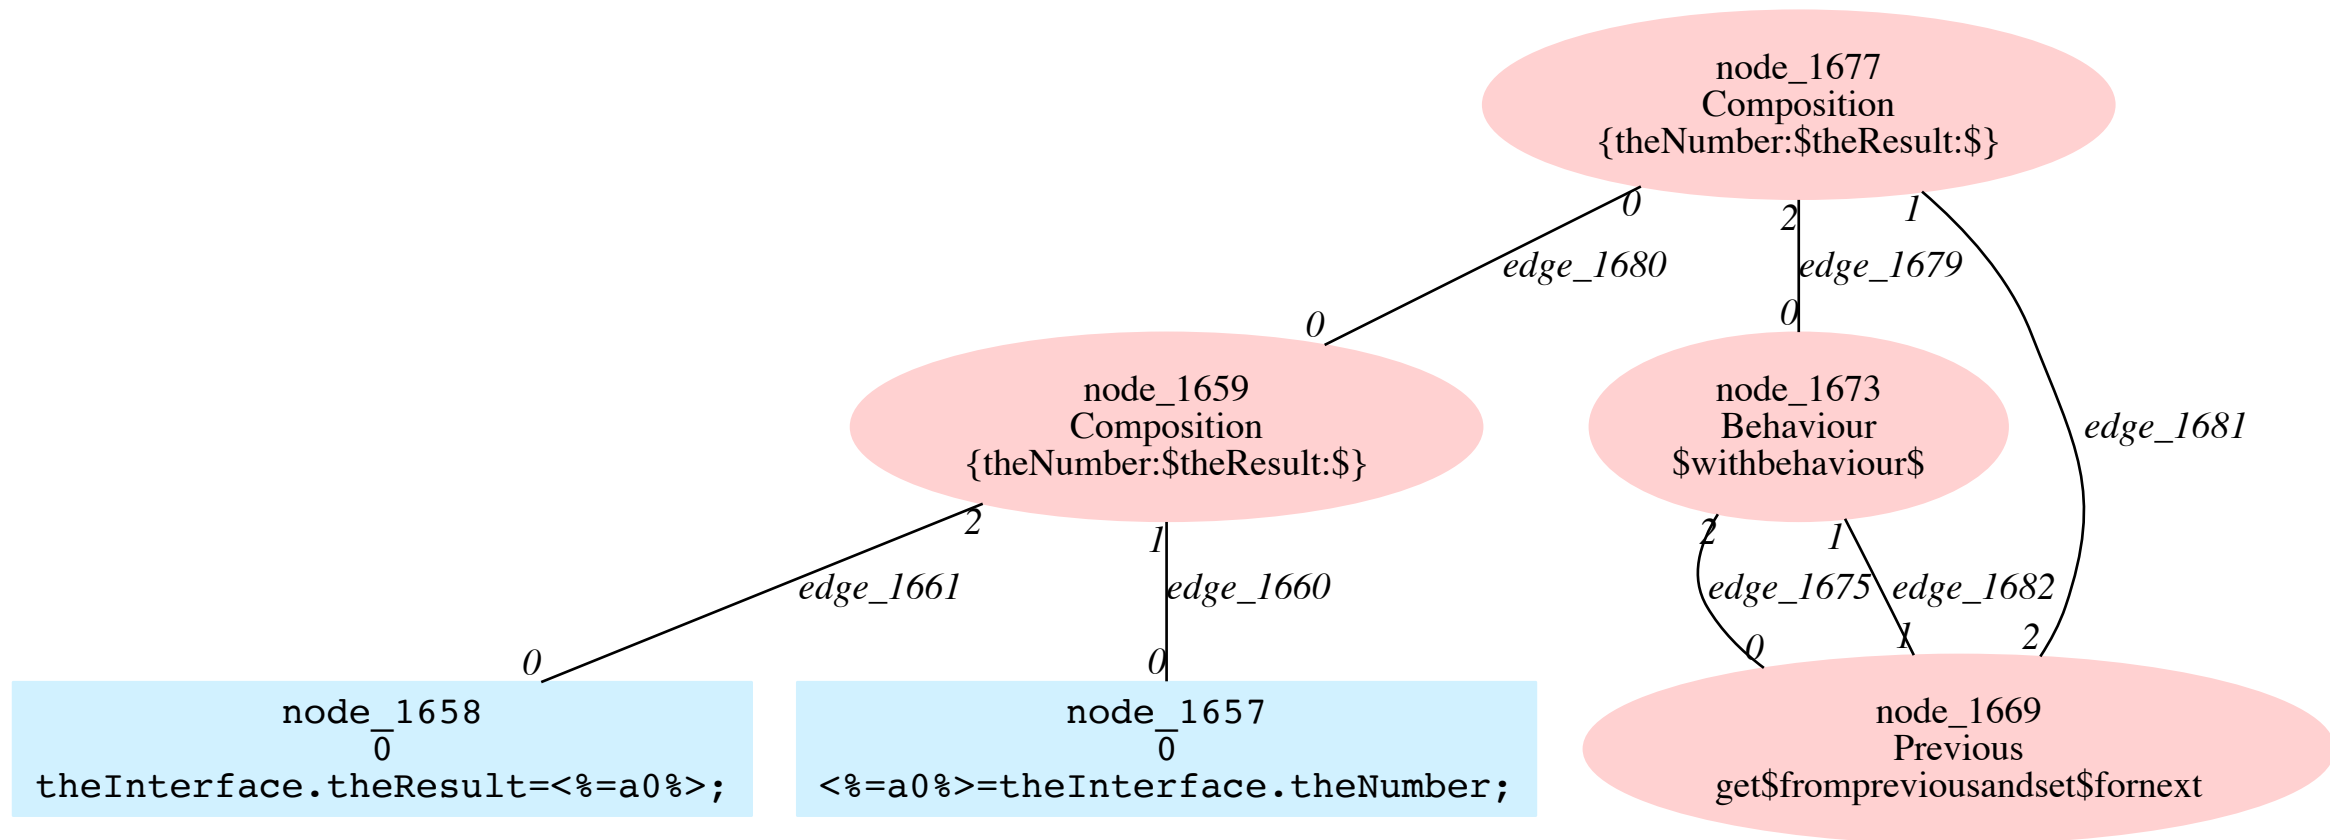 node_1677
Composition
{theNumber:$theResult:$}
0
2
1
edge_1680
edge_1679
0
0
node_1659
Composition
{theNumber:$theResult:$}
node_1673
Behaviour
$withbehaviour$
edge_1681
2
1
2
1
edge_1661
edge_1660
edge_1675
edge_1682
0
0
0
1
2
node_1658
0
theInterface.theResult=<%=a0%>;
node_1657
0
<%=a0%>=theInterface.theNumber;
node_1669
Previous
get$frompreviousandset$fornext